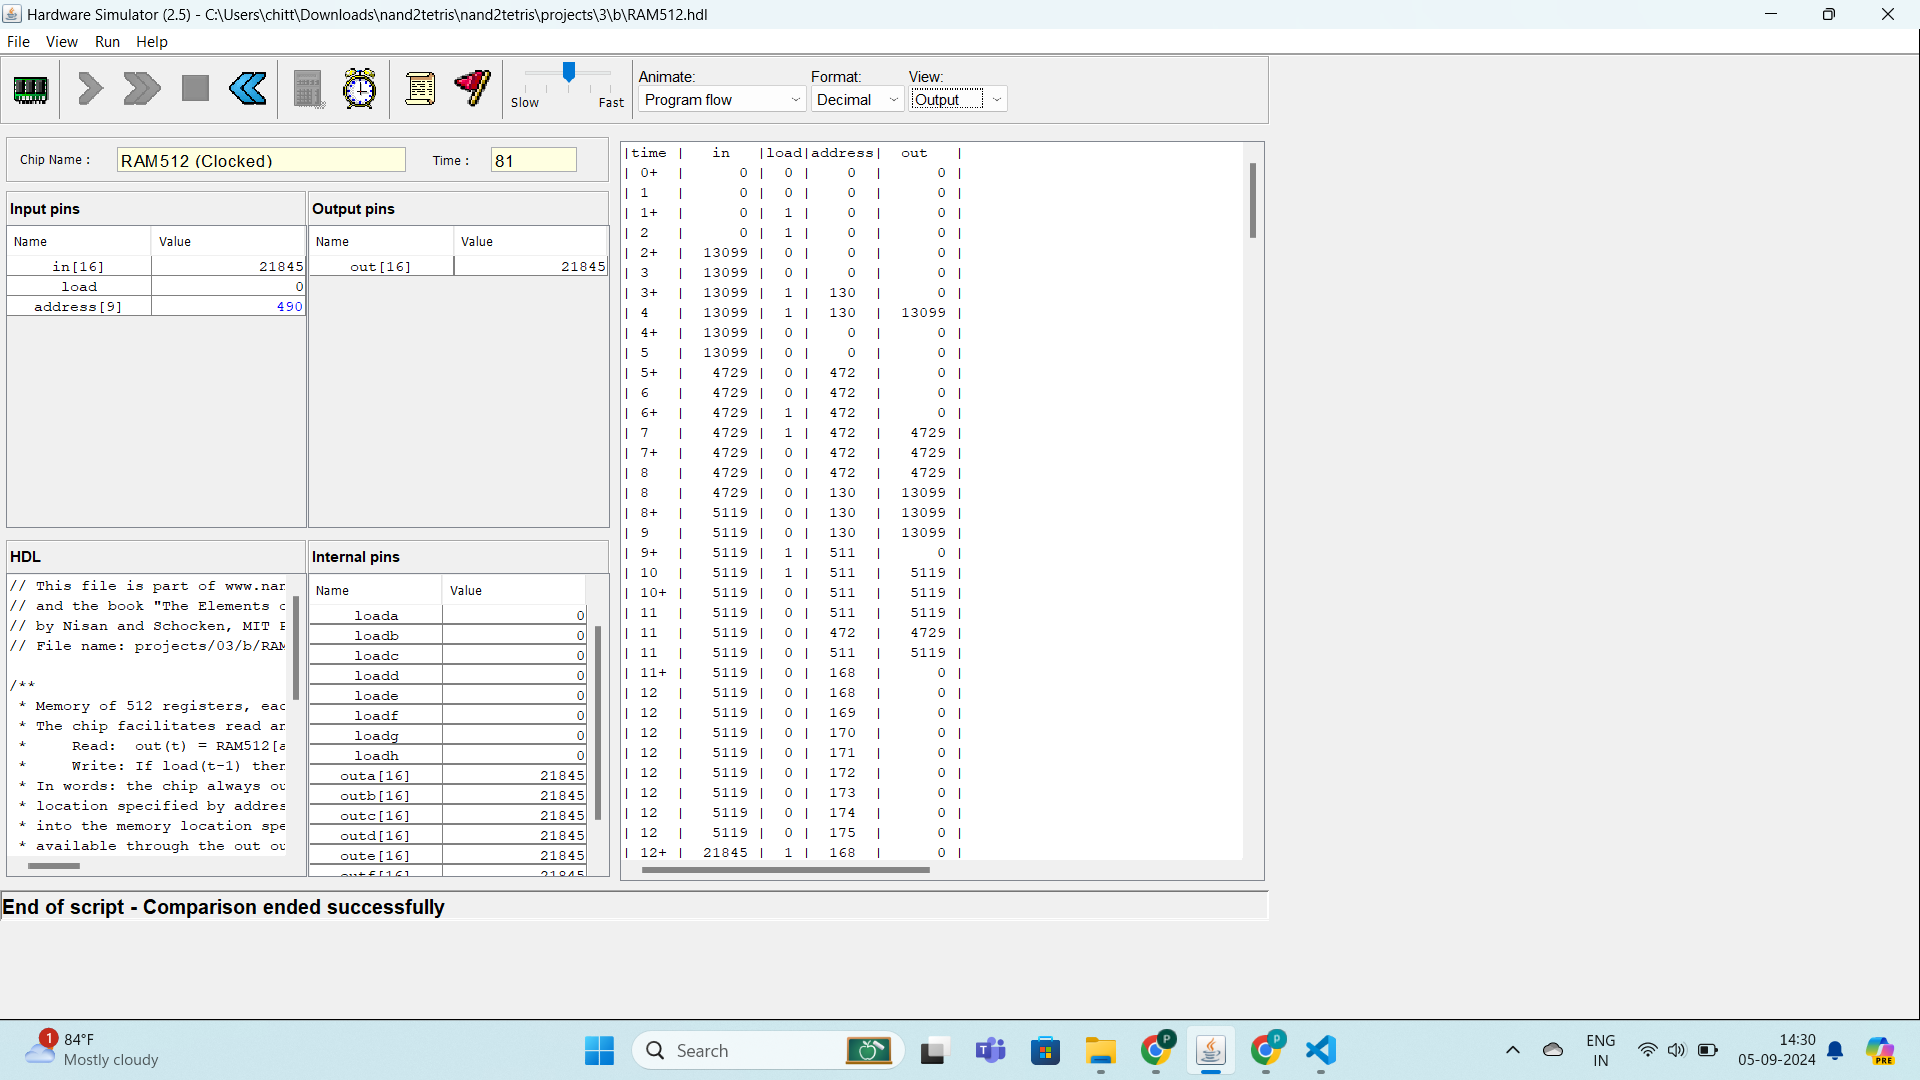 Hardware Simulator (2.5) - C:\Users\chitt\Downloads\nand2tetris\nand2tetris\projects\3\b\RAM512.hdl
File View Run Help
Slow Fast
Animate: Format: View:
Program flow Decimal Output
Chip Name : RAM512 (Clocked) Time : 81
Input pins
Name Value
in[16] 21845
load 0
address[9] 490
Output pins
Name Value
out[16] 21845
HDL
// This file is part of www.nan
// and the book "The Elements o
// by Nisan and Schocken, MIT P
// File name: projects/03/b/RAM
/**
* Memory of 512 registers, eac
* The chip facilitates read an
* Read: out(t) = RAM512[a
* Write: If load(t-1) then
* In words: the chip always ou
* location specified by addres
* into the memory location spe
* available through the out ou
Internal pins
Name Value
loada 0
loadb 0
loadc 0
loadd 0
loade 0
loadf 0
loadg 0
loadh 0
outa[16] 21845
outb[16] 21845
outc[16] 21845
outd[16] 21845
oute[16] 21845
outf[16] 21845
|time | in |load|address| out |
| 0+ | 0 | 0 | 0 | 0 |
| 1 | 0 | 0 | 0 | 0 |
| 1+ | 0 | 1 | 0 | 0 |
| 2 | 0 | 1 | 0 | 0 |
| 2+ | 13099 | 0 | 0 | 0 |
| 3 | 13099 | 0 | 0 | 0 |
| 3+ | 13099 | 1 | 130 | 0 |
| 4 | 13099 | 1 | 130 | 13099 |
| 4+ | 13099 | 0 | 0 | 0 |
| 5 | 13099 | 0 | 0 | 0 |
| 5+ | 4729 | 0 | 472 | 0 |
| 6 | 4729 | 0 | 472 | 0 |
| 6+ | 4729 | 1 | 472 | 0 |
| 7 | 4729 | 1 | 472 | 4729 |
| 7+ | 4729 | 0 | 472 | 4729 |
| 8 | 4729 | 0 | 472 | 4729 |
| 8 | 4729 | 0 | 130 | 13099 |
| 8+ | 5119 | 0 | 130 | 13099 |
| 9 | 5119 | 0 | 130 | 13099 |
| 9+ | 5119 | 1 | 511 | 0 |
| 10 | 5119 | 1 | 511 | 5119 |
| 10+ | 5119 | 0 | 511 | 5119 |
| 11 | 5119 | 0 | 511 | 5119 |
| 11 | 5119 | 0 | 472 | 4729 |
| 11 | 5119 | 0 | 511 | 5119 |
| 11+ | 5119 | 0 | 168 | 0 |
| 12 | 5119 | 0 | 168 | 0 |
| 12 | 5119 | 0 | 169 | 0 |
| 12 | 5119 | 0 | 170 | 0 |
| 12 | 5119 | 0 | 171 | 0 |
| 12 | 5119 | 0 | 172 | 0 |
| 12 | 5119 | 0 | 173 | 0 |
| 12 | 5119 | 0 | 174 | 0 |
| 12 | 5119 | 0 | 175 | 0 |
| 12+ | 21845 | 1 | 168 | 0 |
End of script - Comparison ended successfully
1
84°F
Mostly cloudy
Search
P
P
ENG
IN
14:30
05-09-2024
PRE